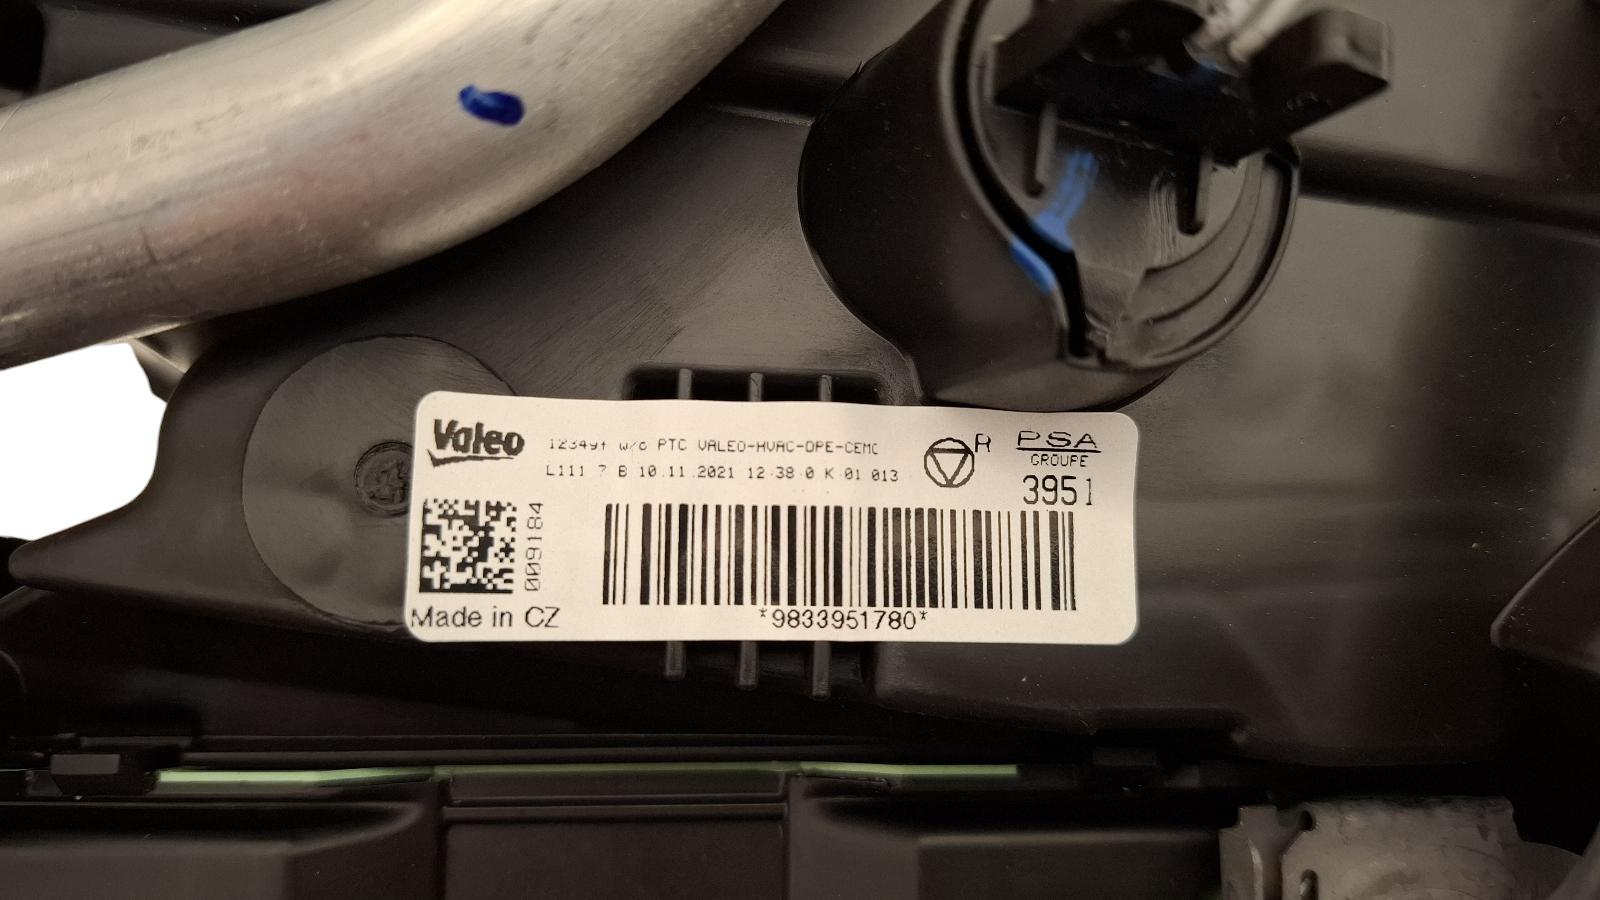 Valeo
w/o PTC VALEO-HVAC-DPE-CEMC
L111 7 B 10.11.2021 12:38:0 K 01 013
R
PSA
GROUPE
3951
009184
Made in CZ
*9833951780*